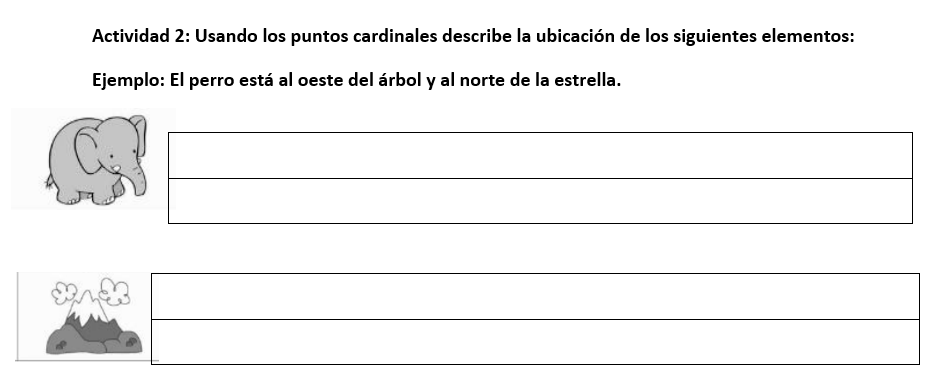 Actividad 2: Usando los puntos cardinales describe la ubicación de los siguientes elementos:
Ejemplo: El perro está al oeste del árbol y al norte de la estrella.